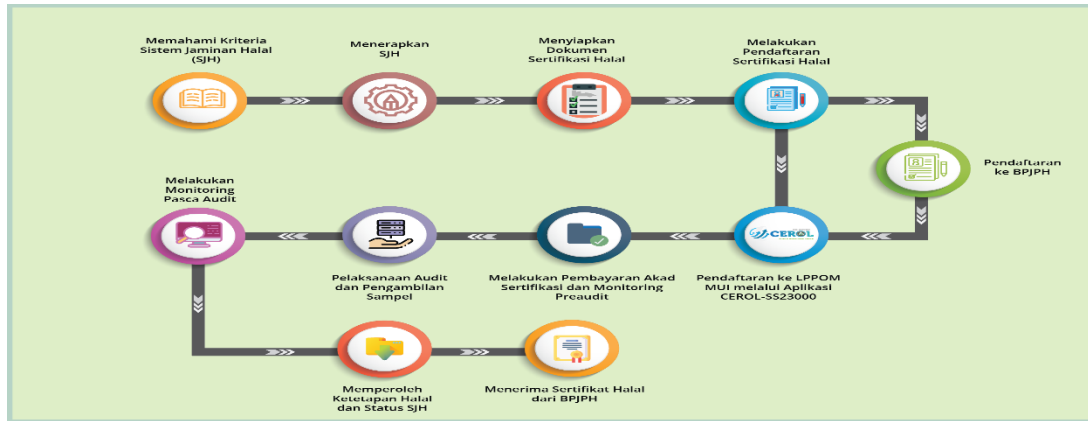 Memahami Kriteria
Sistem Jaminan Halal
(SJH)
Menerapkan
SJH
Menyiapkan
Dokumen
Sertifikasi Halal
Melakukan
Pendaftaran
Sertifikasi Halal
Pendaftaran
ke BPJPH
CEROL
Pendaftaran ke LPPOM
MUI melalui Aplikasi
CEROL-SS23000
Melakukan Pembayaran Akad
Sertifikasi dan Monitoring
Preaudit
Pelaksanaan Audit
dan Pengambilan
Sampel
Melakukan
Monitoring
Pasca Audit
Memperoleh
Ketetapan Halal
dan Status SJH
Menerima Sertifikat Halal
dari BPJPH